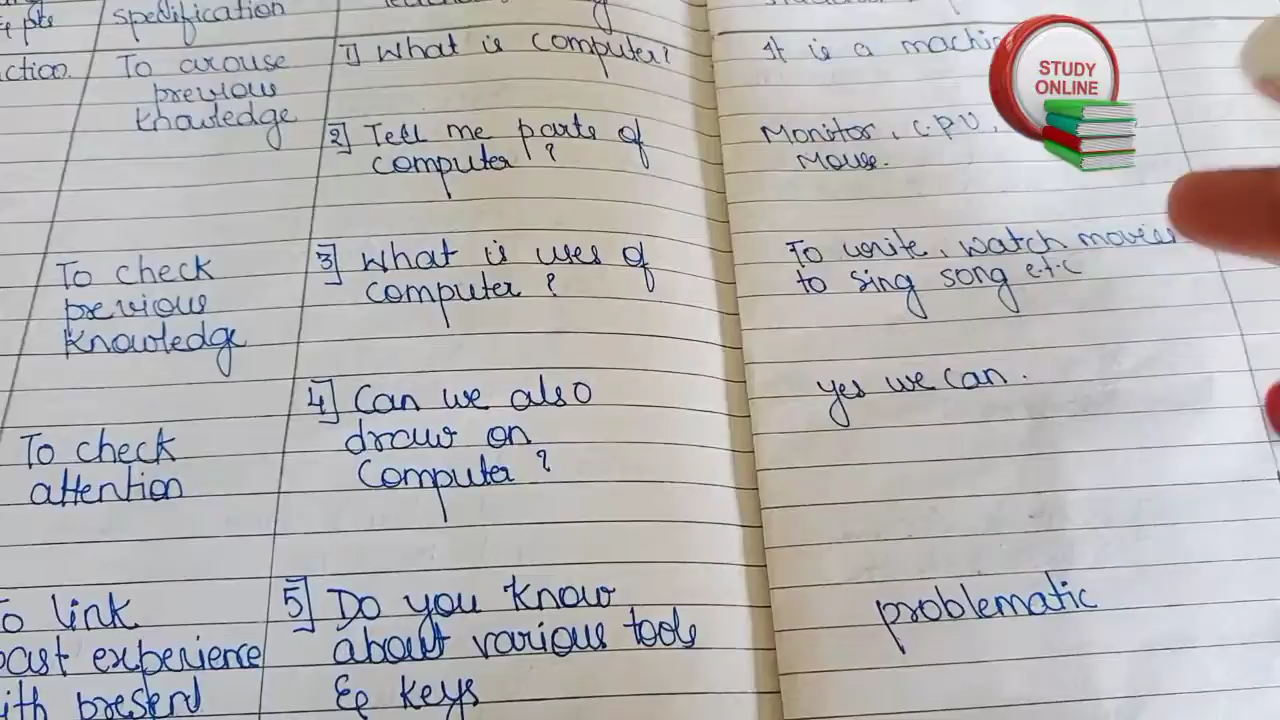 specification
ction
To arouse
previous
knowledge
1) What is computer?
It is a machin
2] Tell me parts of
computer ?
Monitor, C.P.U,
Mouse.
To check
previous
knowledge
3] What is uses of
computer ?
To write, watch movies
to sing song e.t.c
To check
attention
4] Can we also
draw on
Computer ?
yes we can.
To link
past experience
with present
5] Do you know
about various tools
& keys
problematic
STUDY
ONLINE